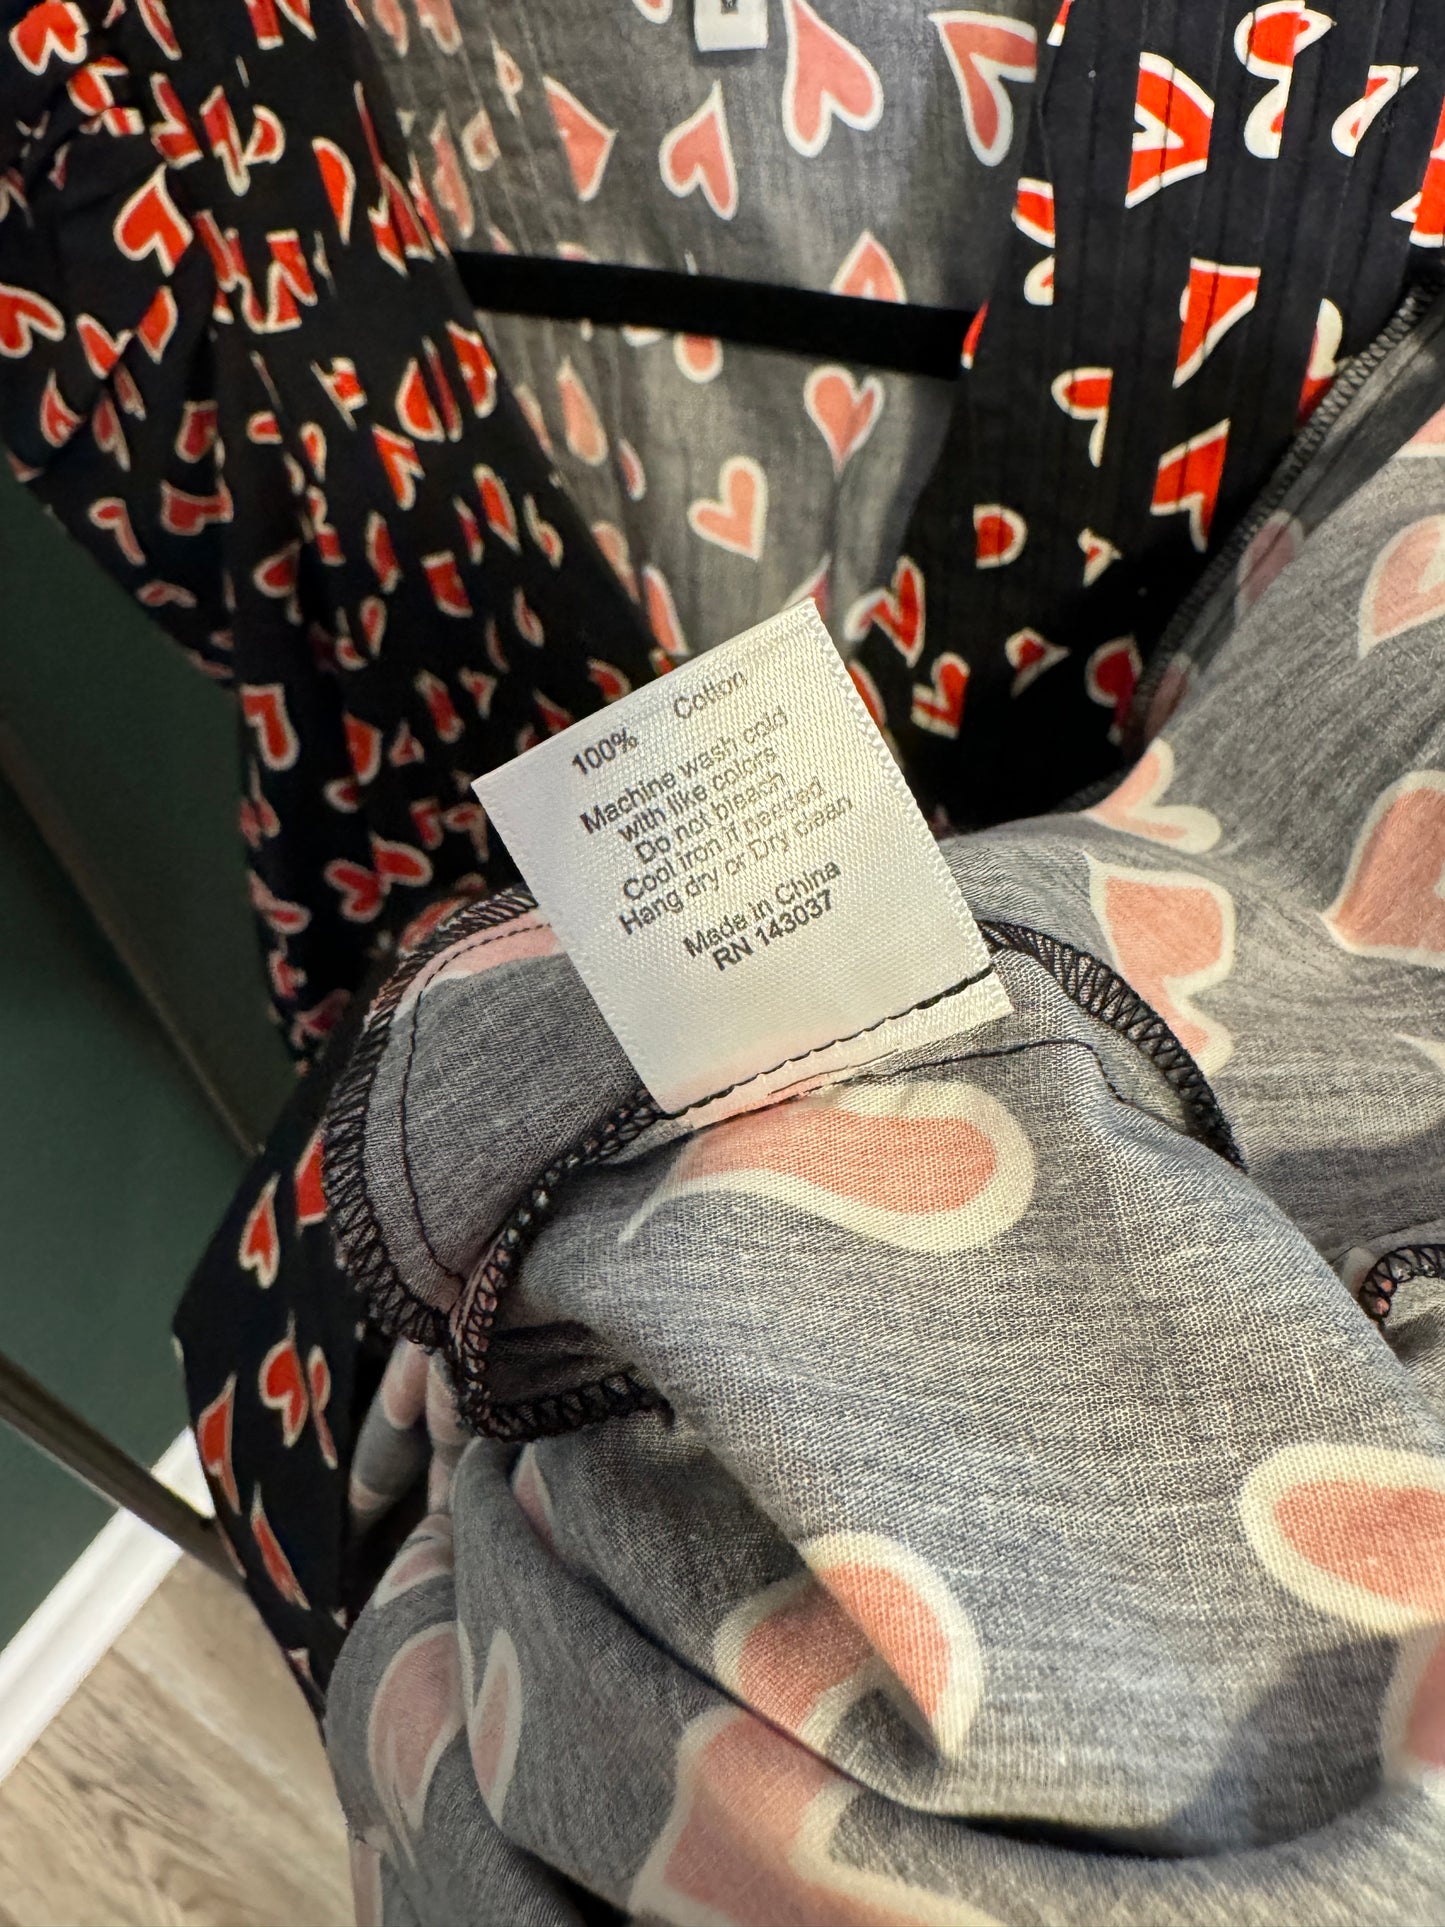 100% Cotton
Machine wash cold
with like colors
Do not bleach
Cool iron if needed
Hang dry or Dry clean
Made in China
RN 143037